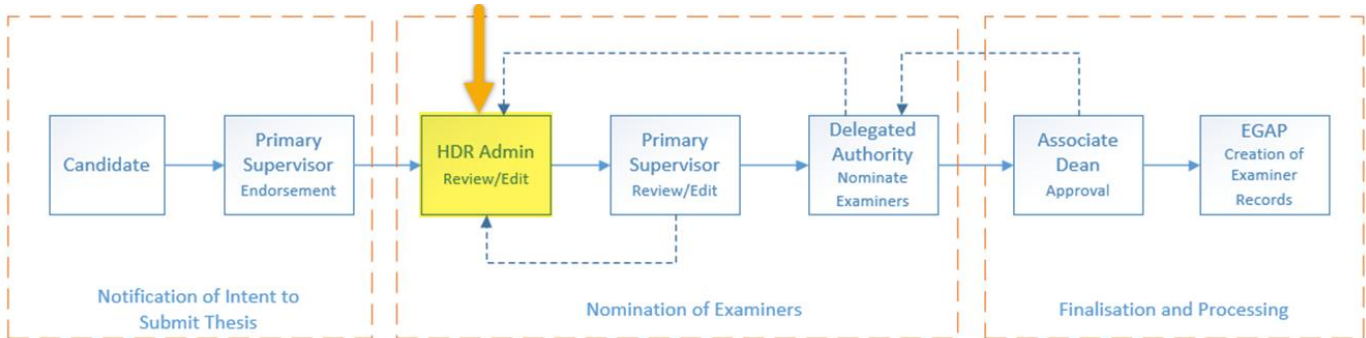 Candidate
Primary
Supervisor
Endorsement
HDR Admin
Review/Edit
Primary
Supervisor
Review/Edit
Delegated
Authority
Nominate
Examiners
Associate
Dean
Approval
EGAP
Creation of
Examiner
Records
Notification of Intent to
Submit Thesis
Nomination of Examiners
Finalisation and Processing